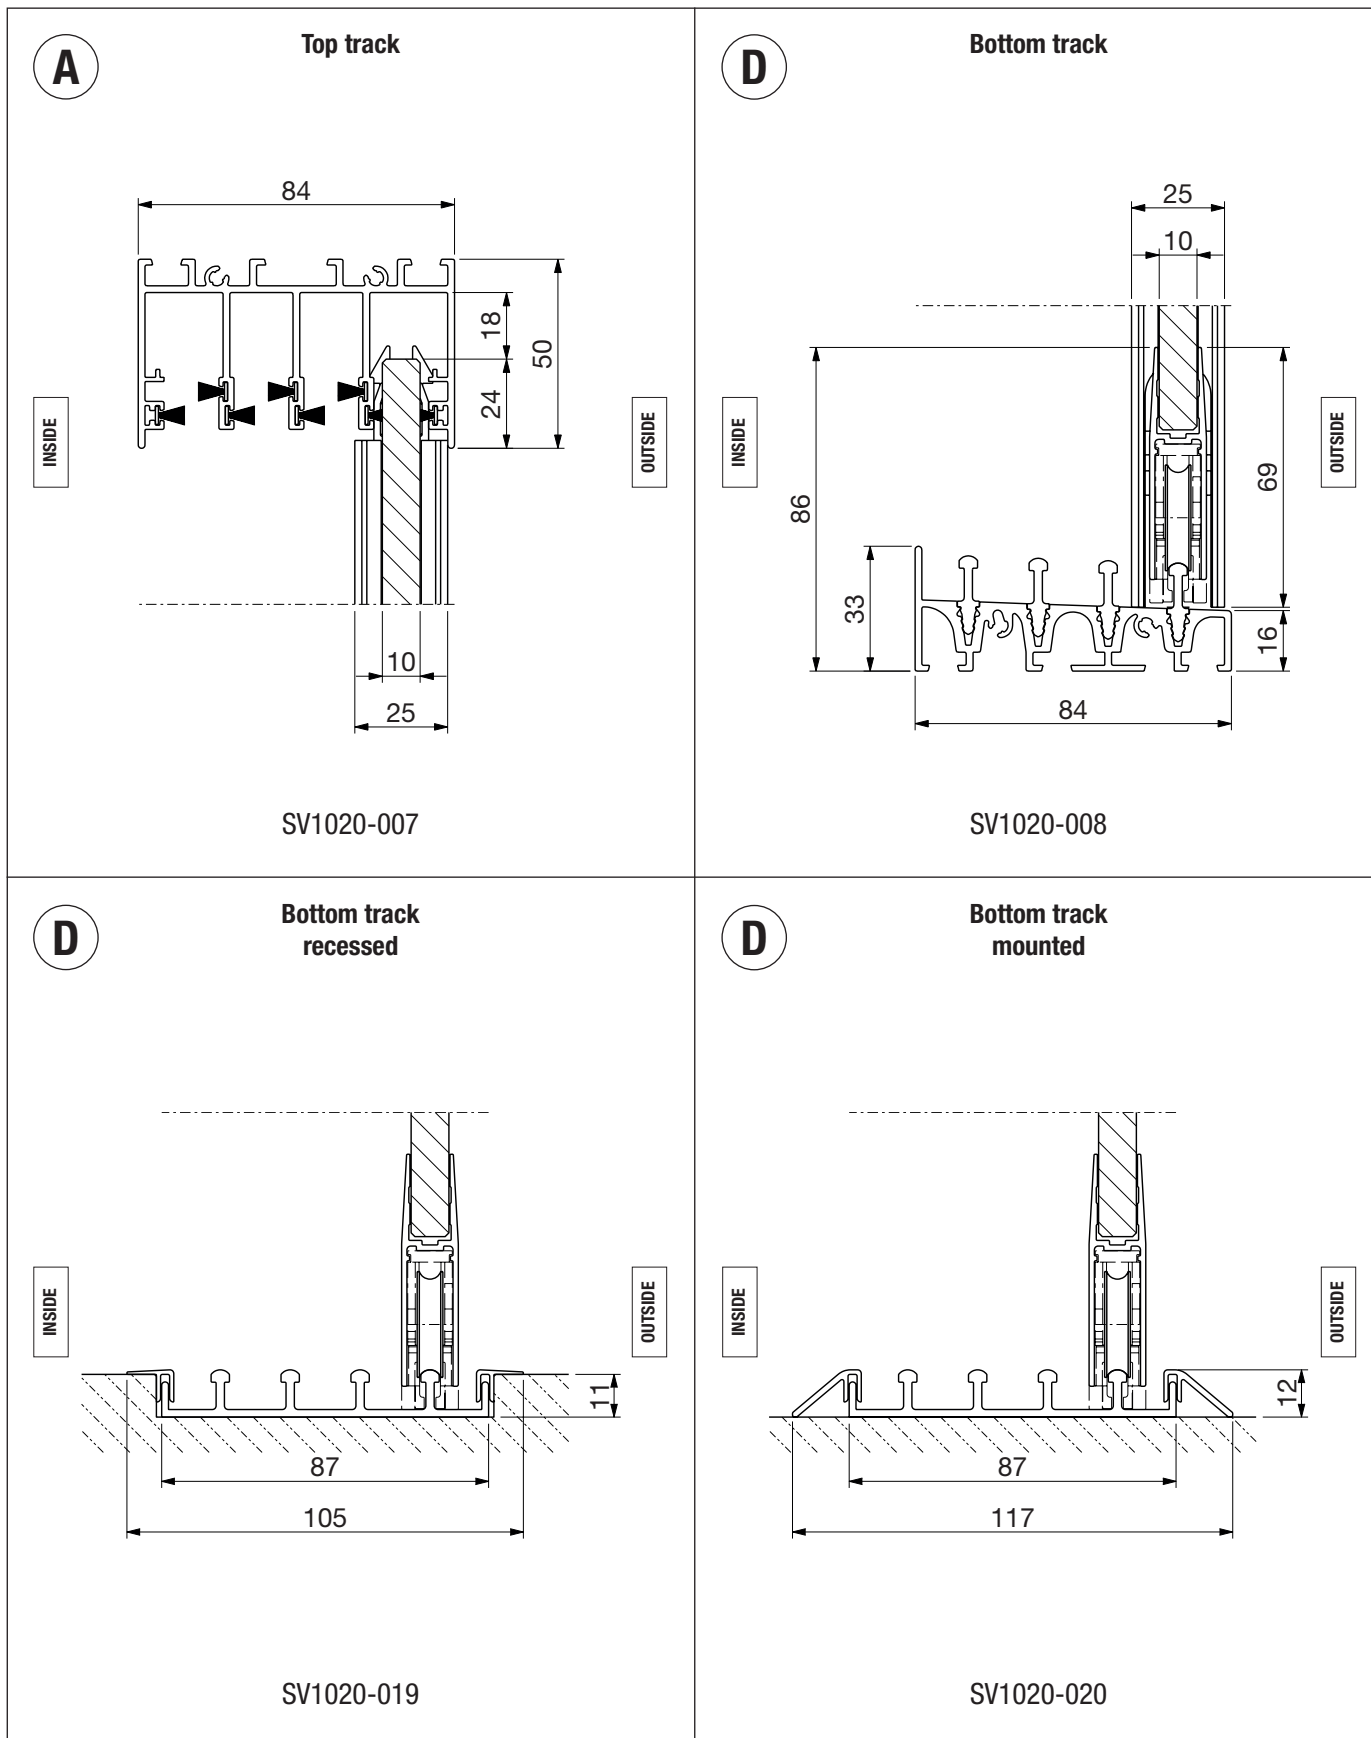 A
Top track
84
18
50
24
INSIDE
OUTSIDE
10
25
SV1020-007
D
Bottom track
25
10
INSIDE
OUTSIDE
86
69
33
16
84
SV1020-008
D
Bottom track
recessed
INSIDE
OUTSIDE
11
87
105
SV1020-019
D
Bottom track
mounted
INSIDE
OUTSIDE
12
87
117
SV1020-020